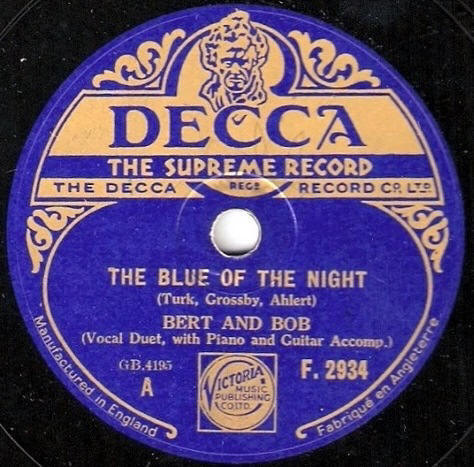 DECCA
THE SUPREME RECORD
THE DECCA REGD RECORD CO. LTD.
THE BLUE OF THE NIGHT
(Turk, Grossby, Ahlert)
BERT AND BOB
(Vocal Duet, with Piano and Guitar Accomp.)
GB.4195
A
F. 2934
VICTORIA
MUSIC
PUBLISHING
CO LTD.
Manufactured in England
Fabriqué en Angleterre